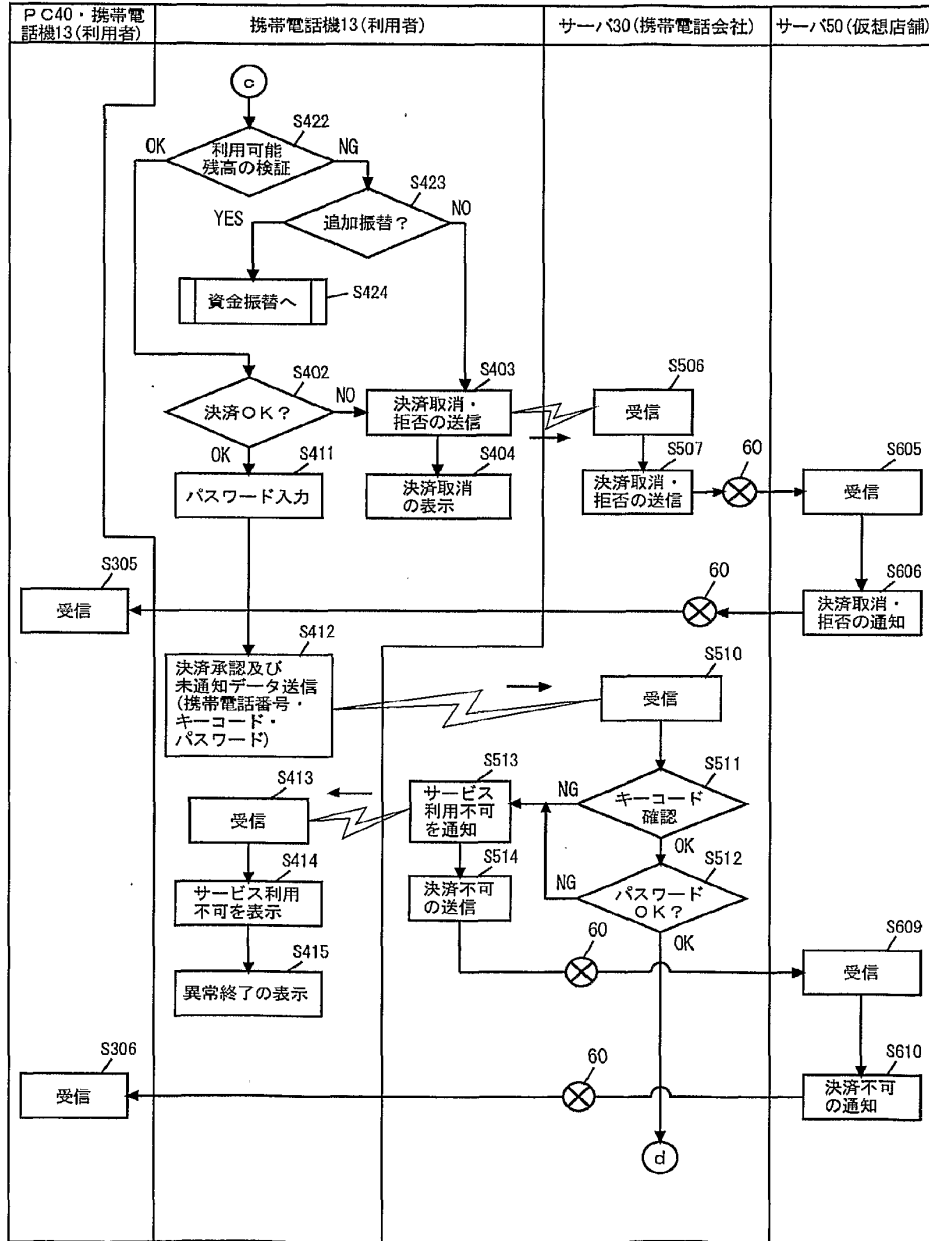 PC40・携帯電
話機13(利用者)
携帯電話機13(利用者)
サーバ30(携帯電話会社)
サーバ50(仮想店舗)
c
S422
OK
利用可能
残高の検証
NG
S423
YES
追加振替?
NO
資金振替へ
S424
S402
決済OK?
NO
OK
S403
決済取消・
拒否の送信
S506
受信
S411
パスワード入力
S404
決済取消
の表示
S507
決済取消・
拒否の送信
60
S605
受信
S305
受信
60
S606
決済取消・
拒否の通知
S412
決済承認及び
未通知データ送信
(携帯電話番号・
キーコード・
パスワード)
S510
受信
S413
受信
S513
サービス
利用不可
を通知
NG
S511
キーコード
確認
OK
S414
サービス利用
不可を表示
S514
決済不可
の送信
NG
S512
パスワード
OK?
OK
S415
異常終了の表示
60
S609
受信
S306
受信
60
S610
決済不可
の通知
d